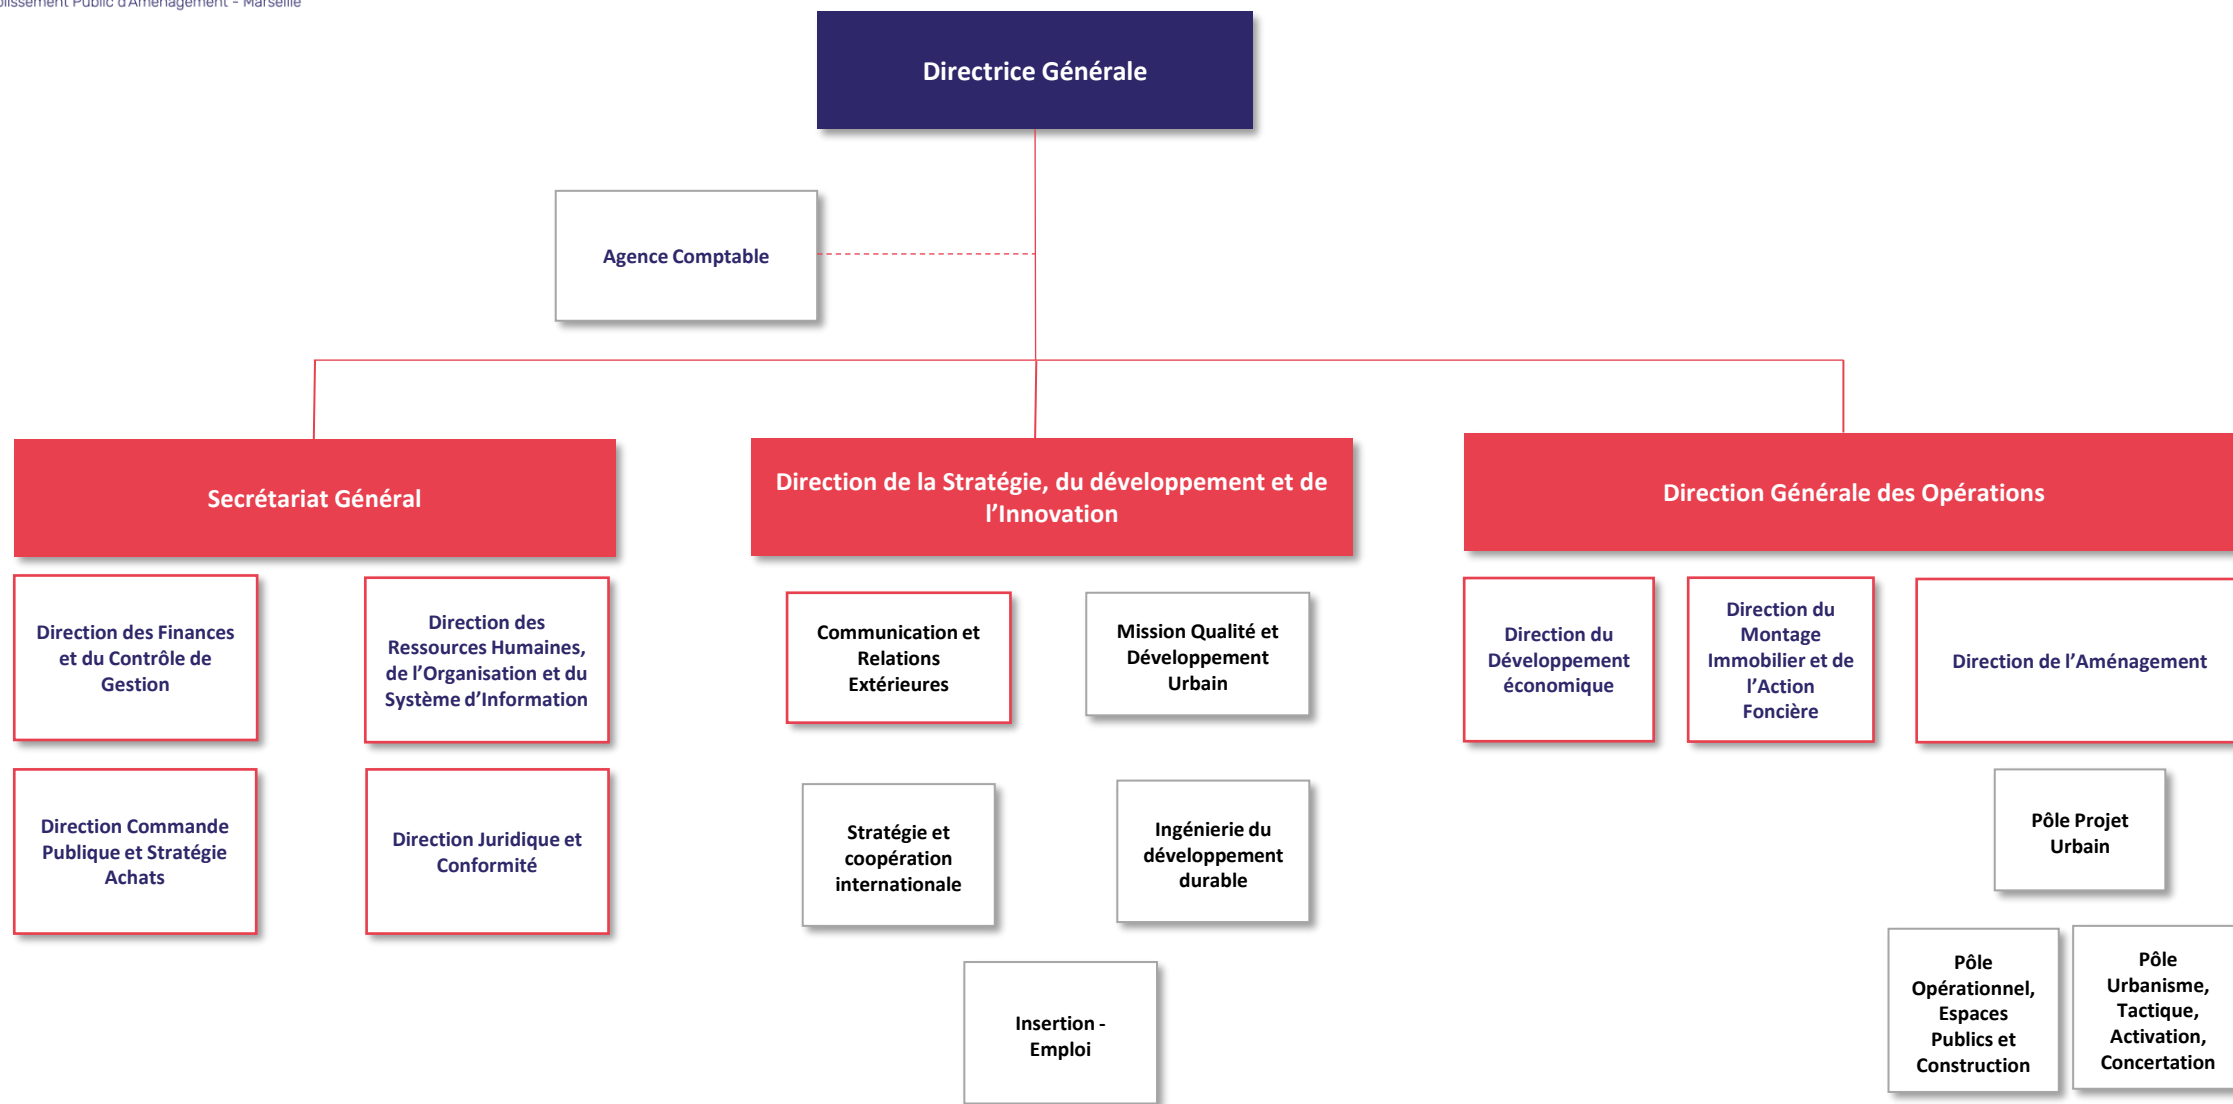 Public d'Aménagement - Marseille
Directrice Générale
Agence Comptable
Secrétariat Général
Direction de la Stratégie, du développement et de
l'Innovation
Direction Générale des Opérations
Direction des Finances
et du Contrôle de
Gestion
Direction des
Ressources Humaines,
de l'Organisation et du
Système d'Information
Direction Commande
Publique et Stratégie
Achats
Direction Juridique et
Conformité
Communication et
Relations
Extérieures
Mission Qualité et
Développement
Urbain
Stratégie et
coopération
internationale
Ingénierie du
développement
durable
Insertion -
Emploi
Direction du
Développement
économique
Direction du
Montage
Immobilier et de
l'Action
Foncière
Direction de l'Aménagement
Pôle Projet
Urbain
Pôle
Opérationnel,
Espaces
Publics et
Construction
Pôle
Urbanisme,
Tactique,
Activation,
Concertation